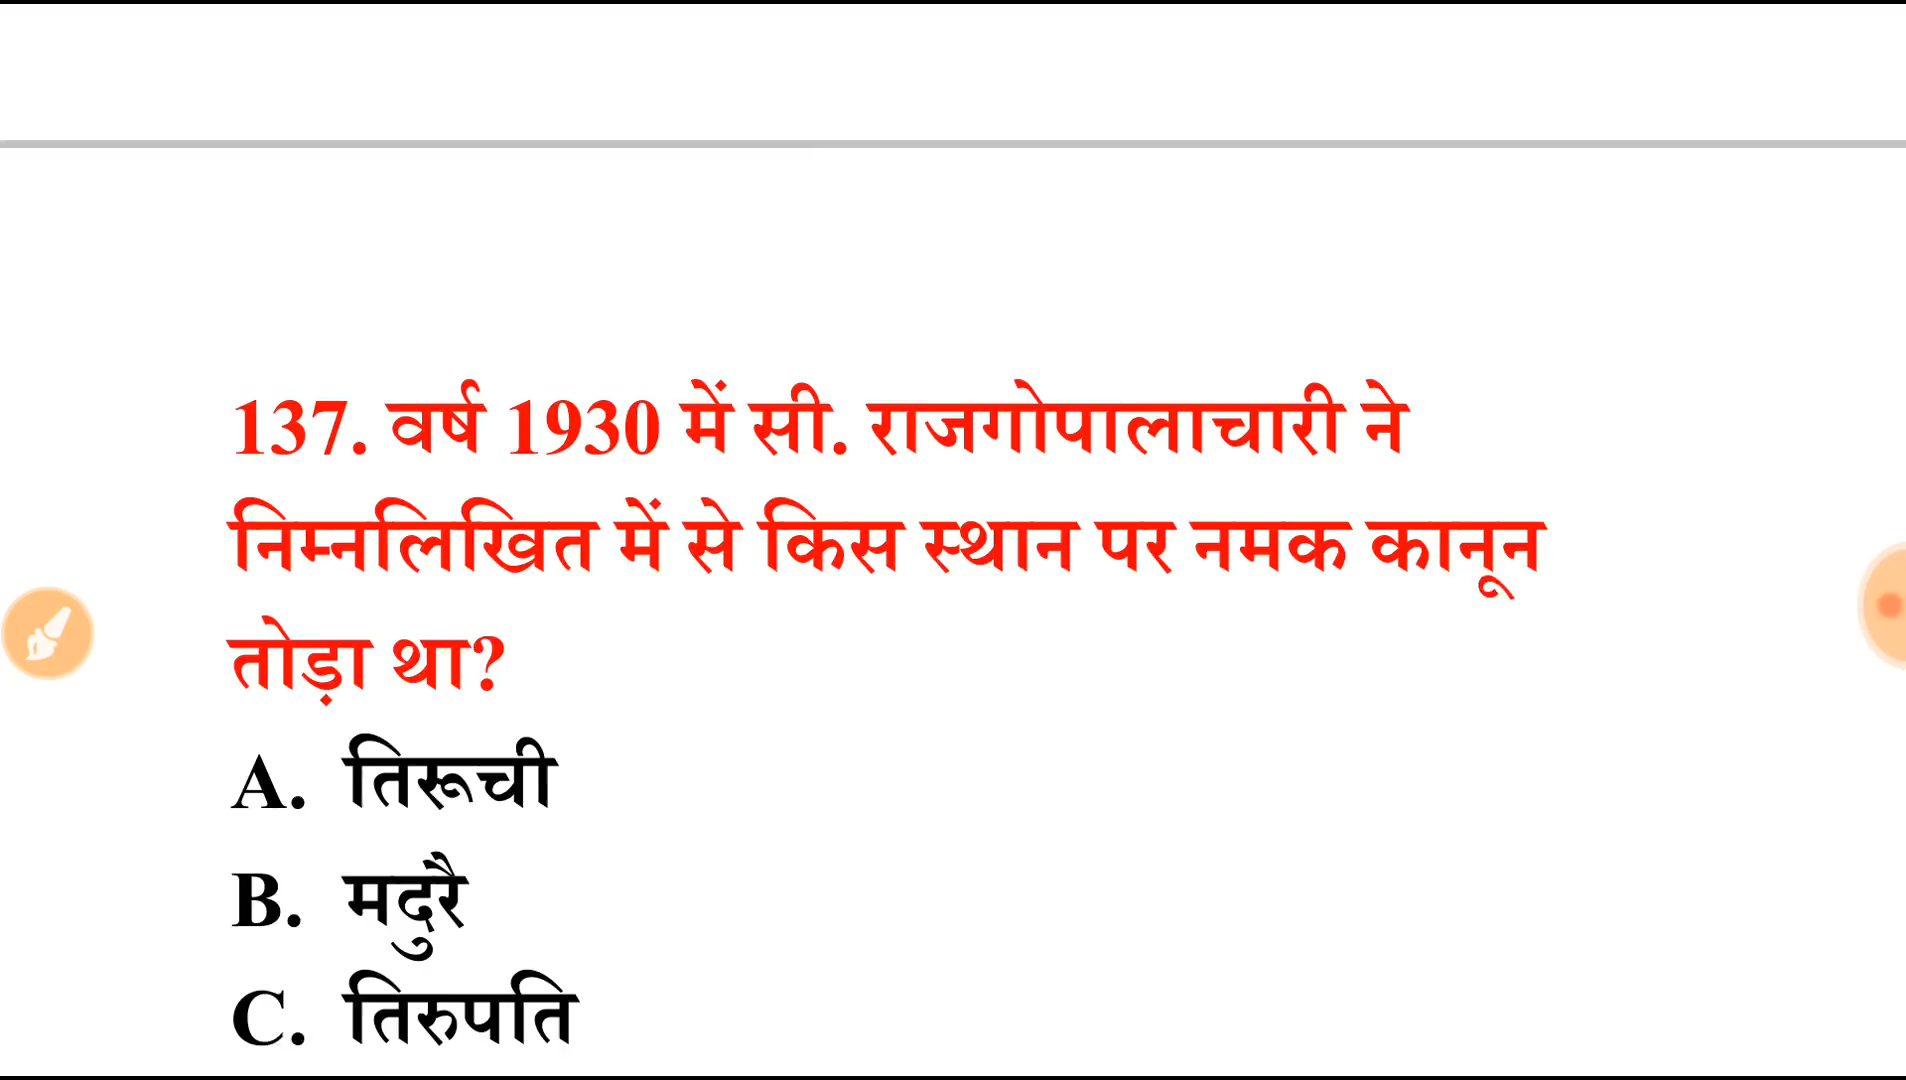 137. वर्ष 1930 में सी. राजगोपालाचारी ने
निम्नलिखित में से किस स्थान पर नमक कानून
तोड़ा था?
A. तिरूची
B. मदुरै
C. तिरुपति